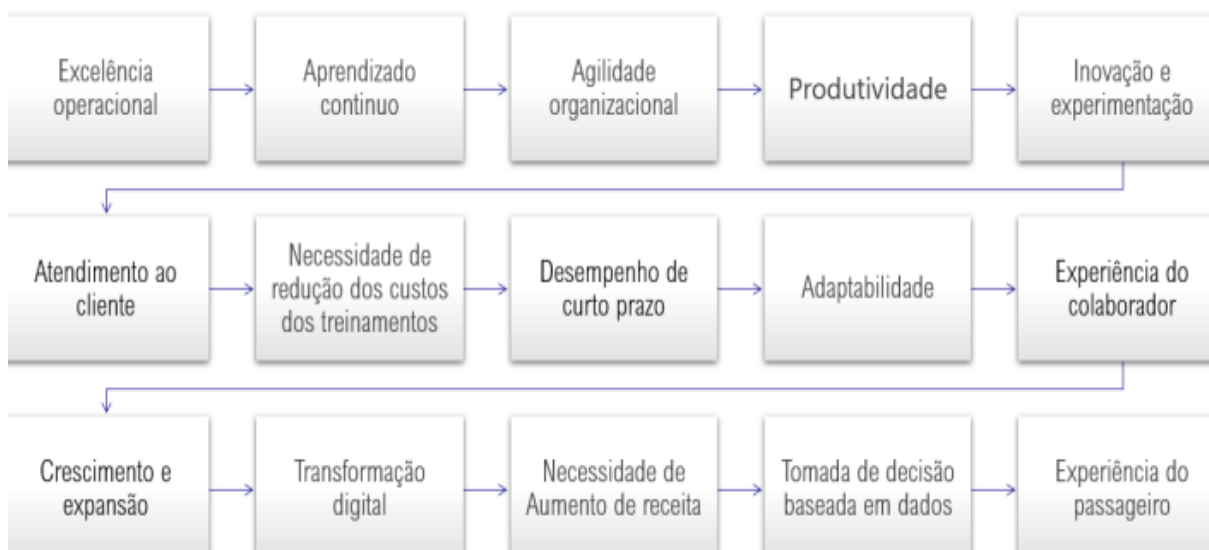 Excelência
operacional
Aprendizado
continuo
Agilidade
organizacional
Produtividade
Inovação e
experimentação
Atendimento ao
cliente
Necessidade de
redução dos custos
dos treinamentos
Desempenho de
curto prazo
Adaptabilidade
Experiência do
colaborador
Crescimento e
expansão
Transformação
digital
Necessidade de
Aumento de receita
Tomada de decisão
baseada em dados
Experiência do
passageiro